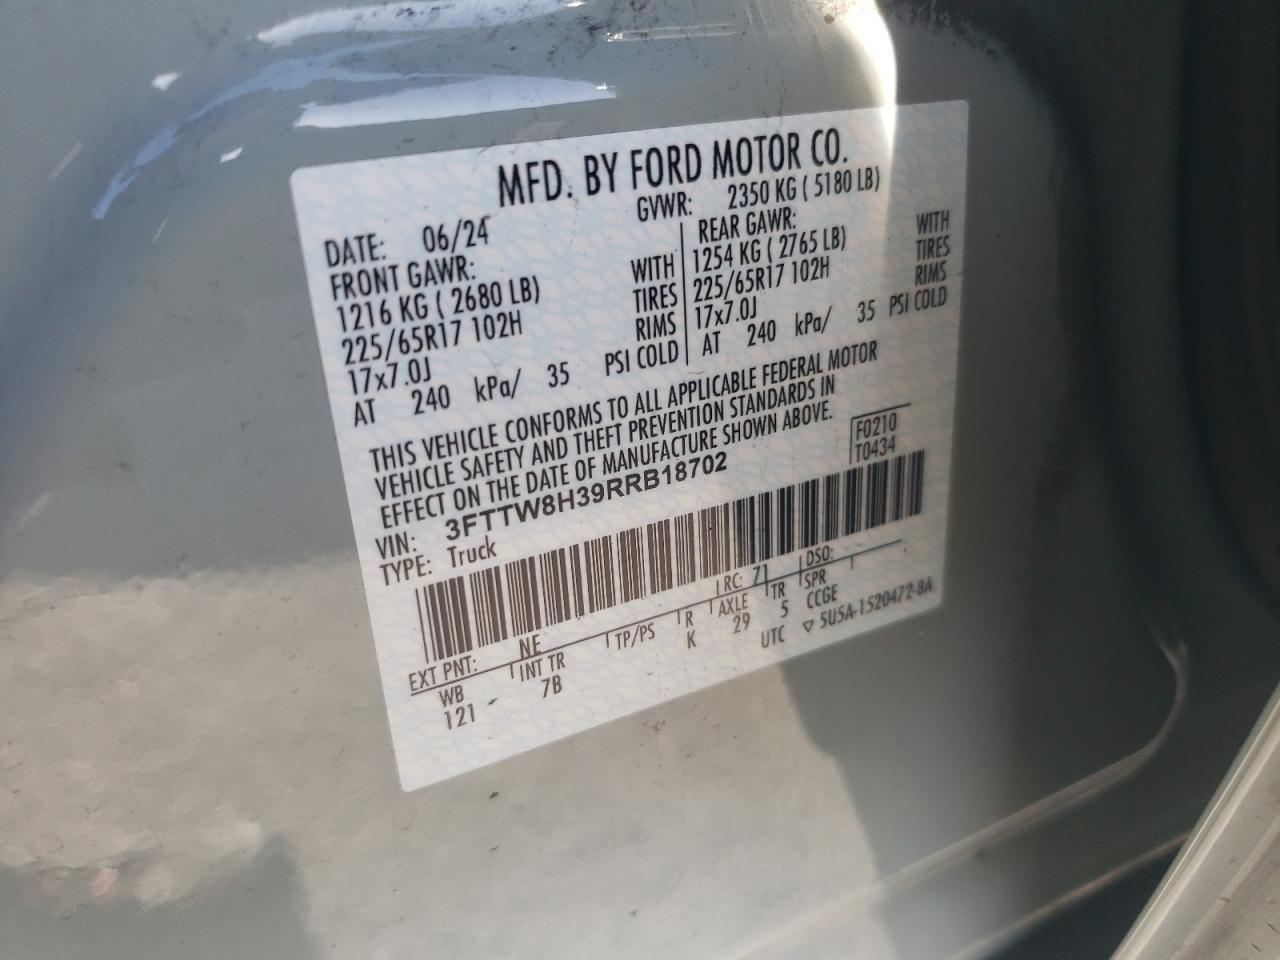 MFD. BY FORD MOTOR CO.
DATE: 06/24 GVWR: 2350 KG ( 5180 LB)
FRONT GAWR:
1216 KG ( 2680 LB) WITH
225/65R17 102H TIRES
17x7.0J RIMS
AT 240 kPa/ 35 PSI COLD
REAR GAWR:
1254 KG ( 2765 LB) WITH
225/65R17 102H TIRES
17x7.0J RIMS
AT 240 kPa/ 35 PSI COLD
THIS VEHICLE CONFORMS TO ALL APPLICABLE FEDERAL MOTOR
VEHICLE SAFETY AND THEFT PREVENTION STANDARDS IN
EFFECT ON THE DATE OF MANUFACTURE SHOWN ABOVE.
F0210
T0434
VIN: 3FTTW8H39RRB18702
TYPE: Truck
EXT PNT: NE RC: 71 DSO:
WB INT TR TP/PS R AXLE TR SPR
121 7B K 29 5 CCGE
UTC ▽ 5U5A-1520472-BA